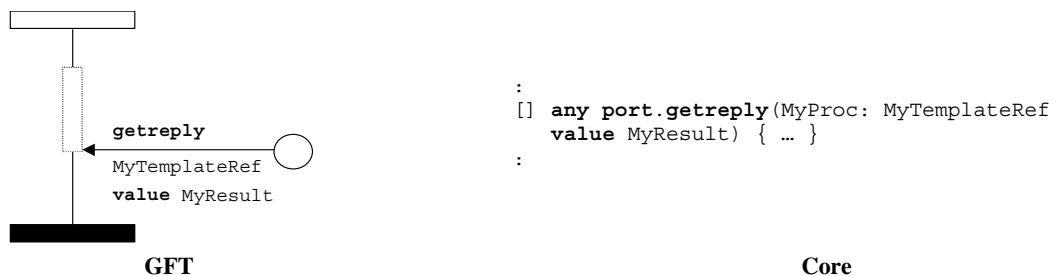 getreply
MyTemplateRef
value MyResult
GFT
:
[] any port.getreply(MyProc: MyTemplateRef
value MyResult) { … }
:
Core